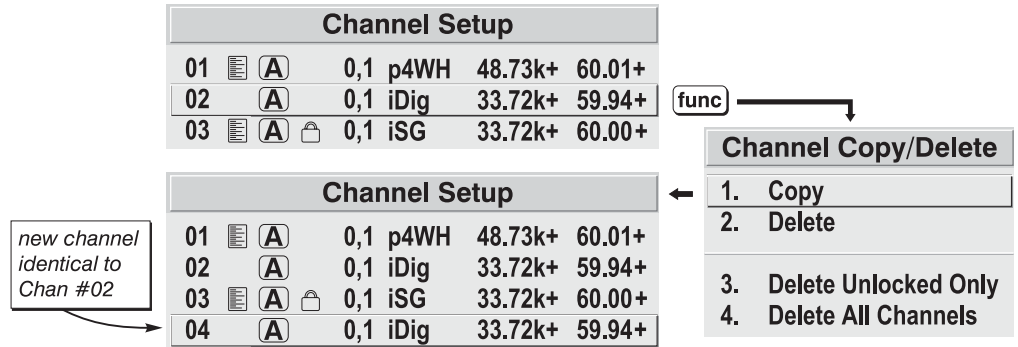 Channel Setup
01 A 0,1 p4WH 48.73k+ 60.01+
02 A 0,1 iDig 33.72k+ 59.94+
03 A 0,1 iSG 33.72k+ 60.00+
func
Channel Copy/Delete
1. Copy
2. Delete
3. Delete Unlocked Only
4. Delete All Channels
Channel Setup
01 A 0,1 p4WH 48.73k+ 60.01+
02 A 0,1 iDig 33.72k+ 59.94+
03 A 0,1 iSG 33.72k+ 60.00+
04 A 0,1 iDig 33.72k+ 59.94+
new channel
identical to
Chan #02